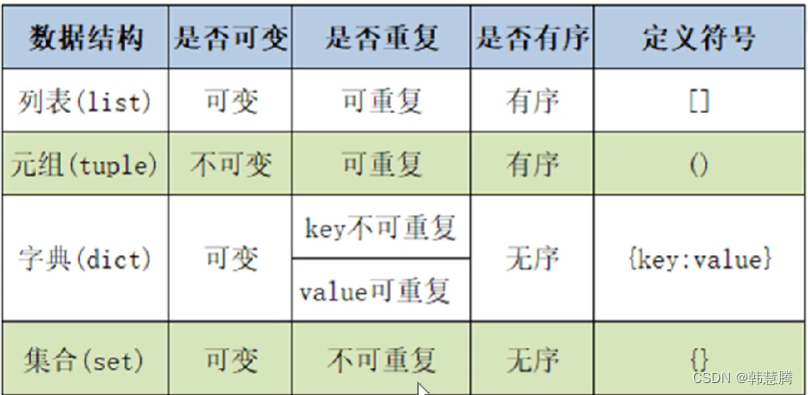 数据结构 是否可变 是否重复 是否有序 定义符号
列表(list) 可变 可重复 有序 []
元组(tuple) 不可变 可重复 有序 ()
字典(dict) 可变 key不可重复 无序 {key:value}
value可重复
集合(set) 可变 不可重复 无序 {}
CSDN @韩慧腾